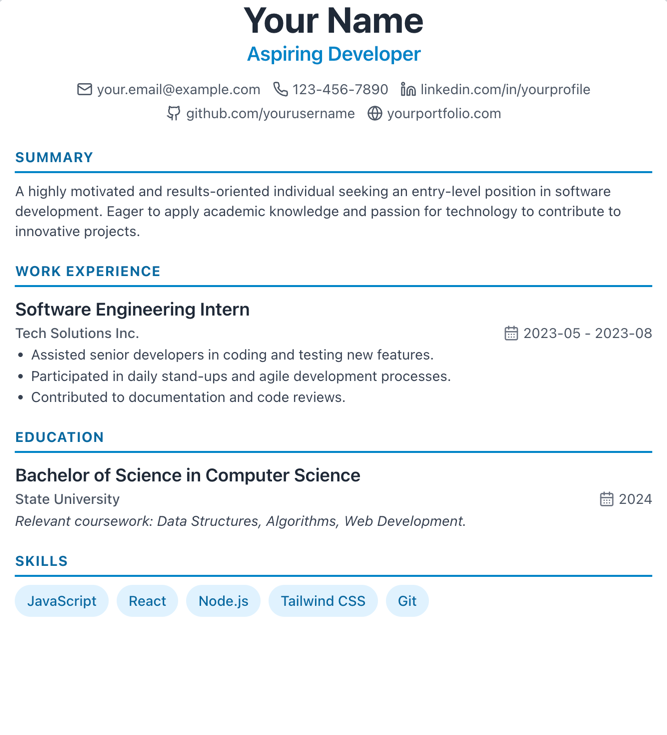 Your Name
Aspiring Developer
your.email@example.com 123-456-7890 linkedin.com/in/yourprofile
github.com/yourusername yourportfolio.com
SUMMARY
A highly motivated and results-oriented individual seeking an entry-level position in software
development. Eager to apply academic knowledge and passion for technology to contribute to
innovative projects.
WORK EXPERIENCE
Software Engineering Intern
Tech Solutions Inc. 2023-05 - 2023-08
• Assisted senior developers in coding and testing new features.
• Participated in daily stand-ups and agile development processes.
• Contributed to documentation and code reviews.
EDUCATION
Bachelor of Science in Computer Science
State University 2024
Relevant coursework: Data Structures, Algorithms, Web Development.
SKILLS
JavaScript React Node.js Tailwind CSS Git